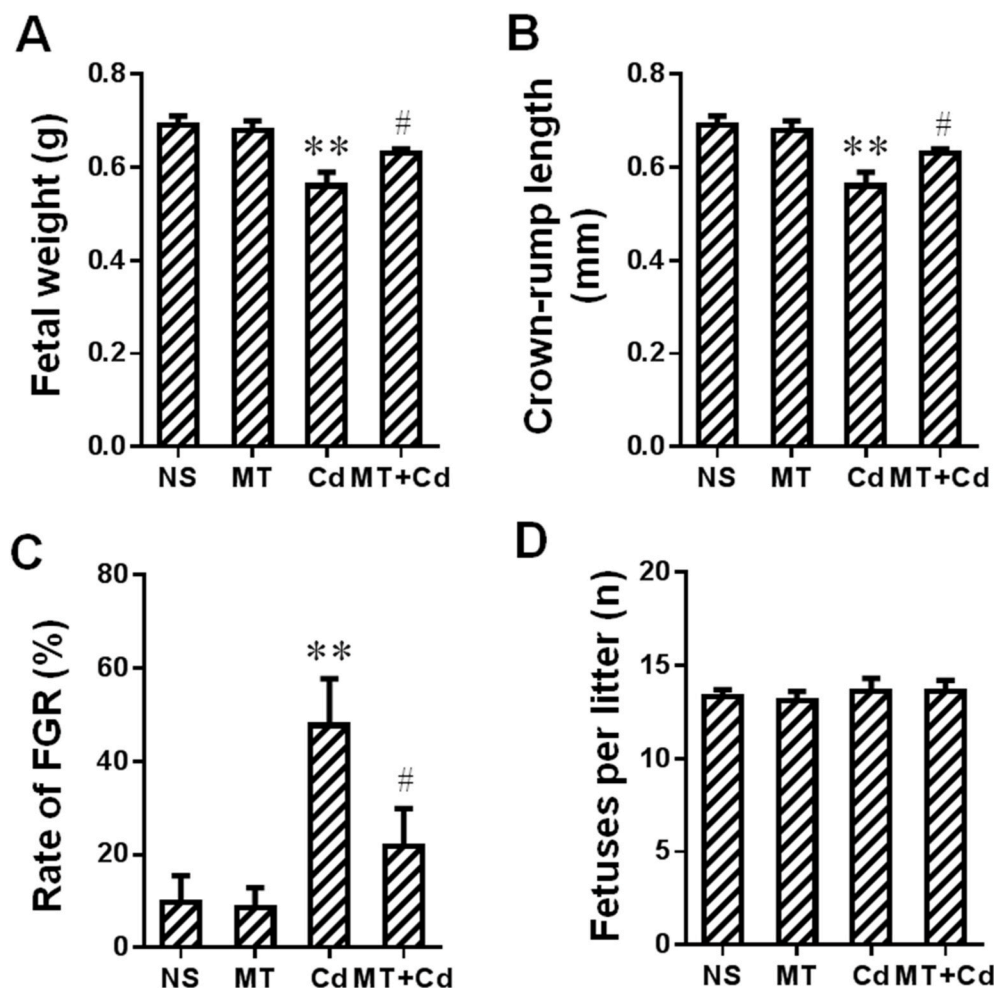 A
Fetal weight (g)
0.8
0.6
0.4
0.2
0.0
**
#
NS MT Cd MT+Cd
B
Crown-rump length
(mm)
0.8
0.6
0.4
0.2
0.0
**
#
NS MT Cd MT+Cd
C
Rate of FGR (%)
80
60
40
20
0
**
#
NS MT Cd MT+Cd
D
Fetuses per litter (n)
20
15
10
5
0
NS MT Cd MT+Cd